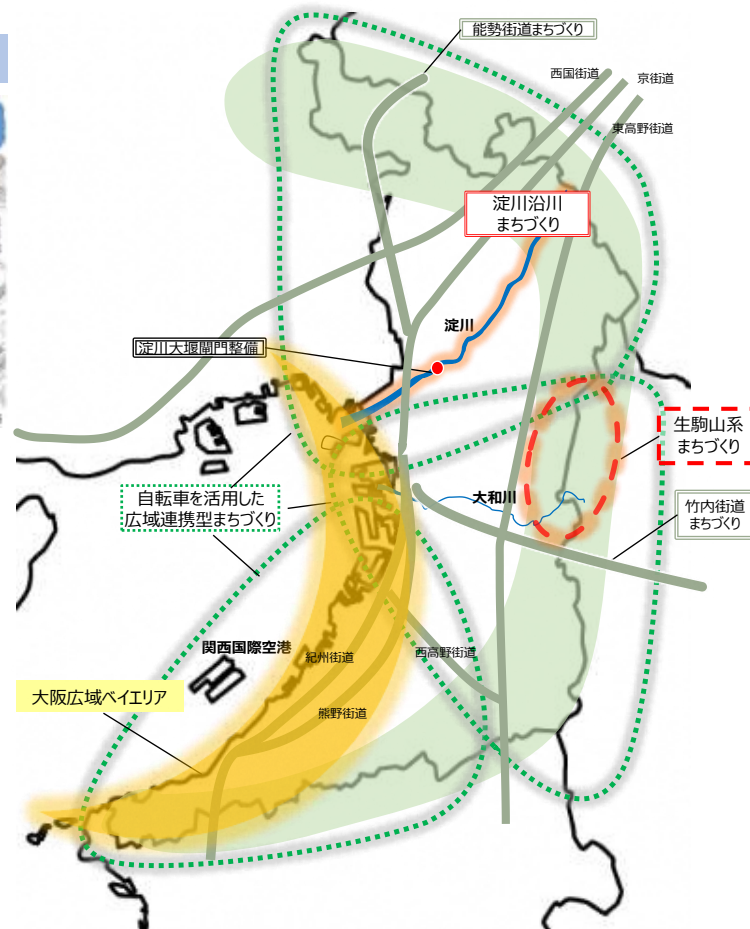 能勢街道まちづくり
西国街道
京街道
東高野街道
淀川沿川
まちづくり
淀川
淀川大堰閘門整備
生駒山系
まちづくり
自転車を活用した
広域連携型まちづくり
大和川
竹内街道
まちづくり
関西国際空港
紀州街道
西高野街道
大阪広域ベイエリア
熊野街道